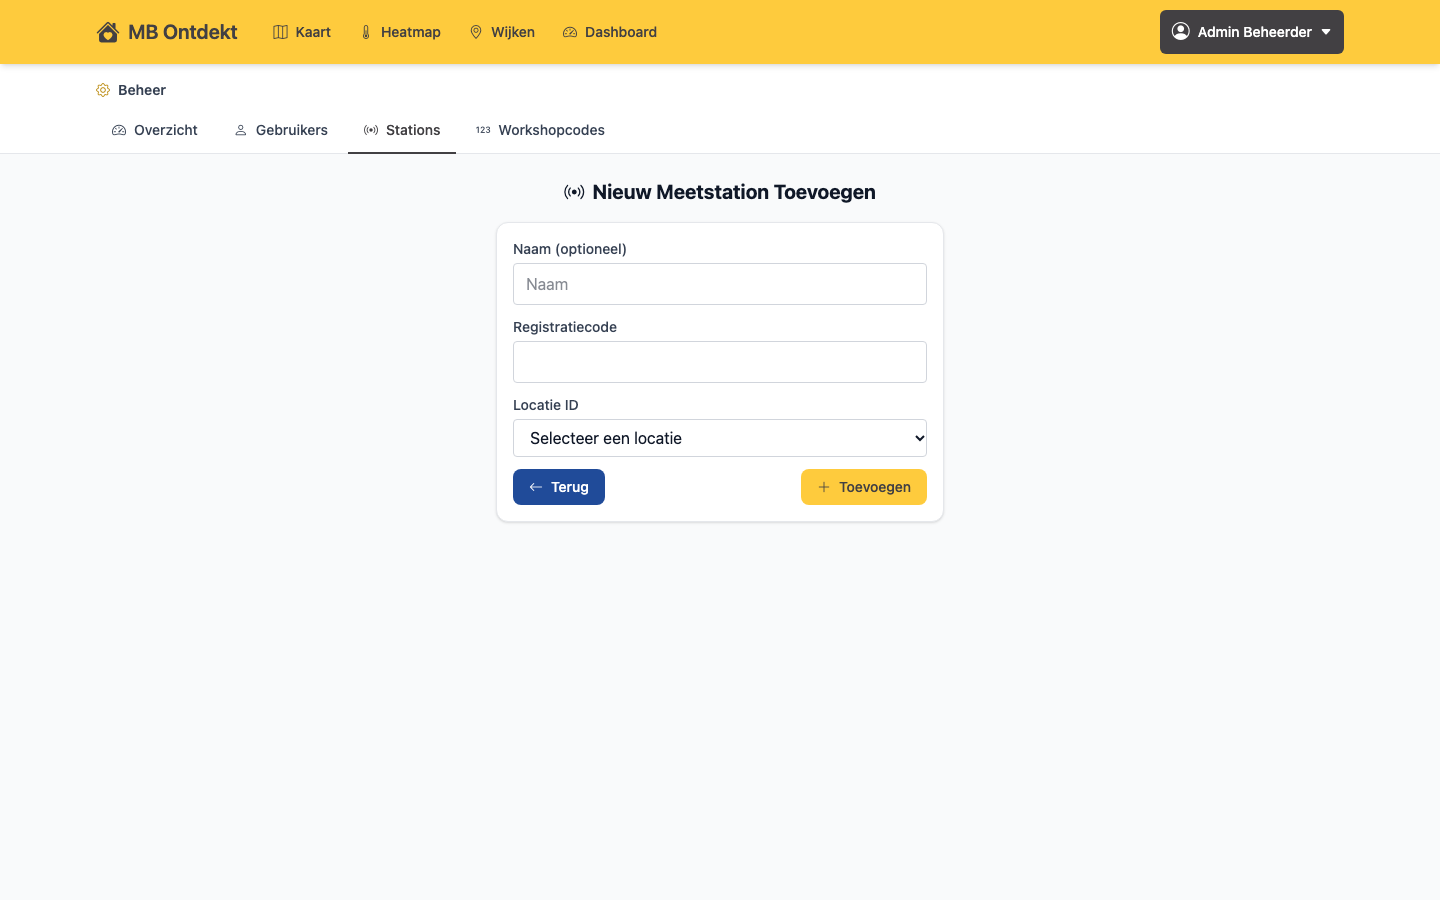 MB Ontdekt Kaart Heatmap Wijken Dashboard Admin Beheerder
Beheer
Overzicht Gebruikers Stations 123 Workshopcodes
Nieuw Meetstation Toevoegen
Naam (optioneel)
Naam
Registratiecode
Locatie ID
Selecteer een locatie
Terug Toevoegen